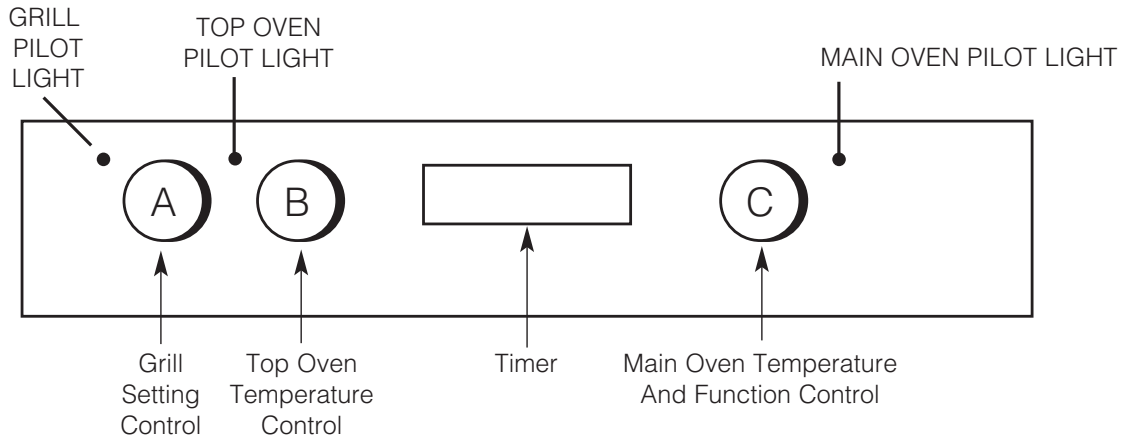 GRILL
PILOT
LIGHT
TOP OVEN
PILOT LIGHT
MAIN OVEN PILOT LIGHT
A
B
C
Grill
Setting
Control
Top Oven
Temperature
Control
Timer
Main Oven Temperature
And Function Control